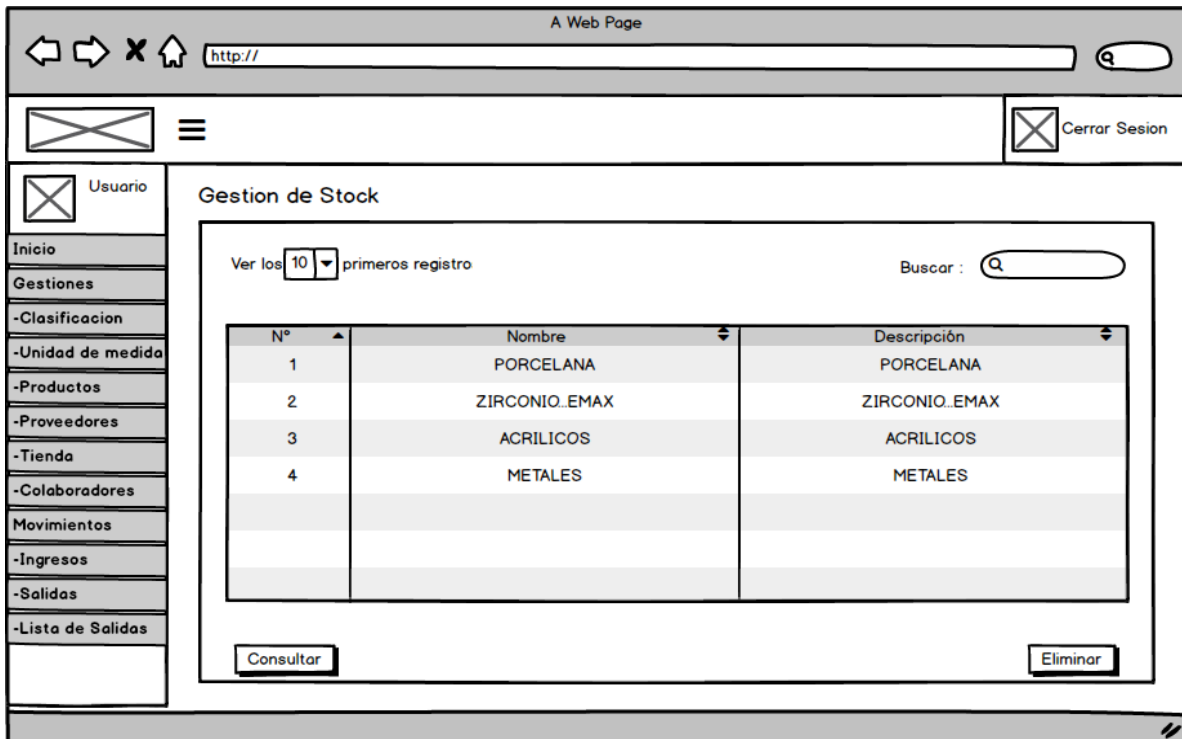 A Web Page
http://
Cerrar Sesion
Usuario
Inicio
Gestiones
-Clasificacion
-Unidad de medida
-Productos
-Proveedores
-Tienda
-Colaboradores
Movimientos
-Ingresos
-Salidas
-Lista de Salidas
Gestion de Stock
Ver los 10 primeros registro
Buscar :
N° Nombre Descripción
1 PORCELANA PORCELANA
2 ZIRCONIO..EMAX ZIRCONIO..EMAX
3 ACRILICOS ACRILICOS
4 METALES METALES
Consultar Eliminar